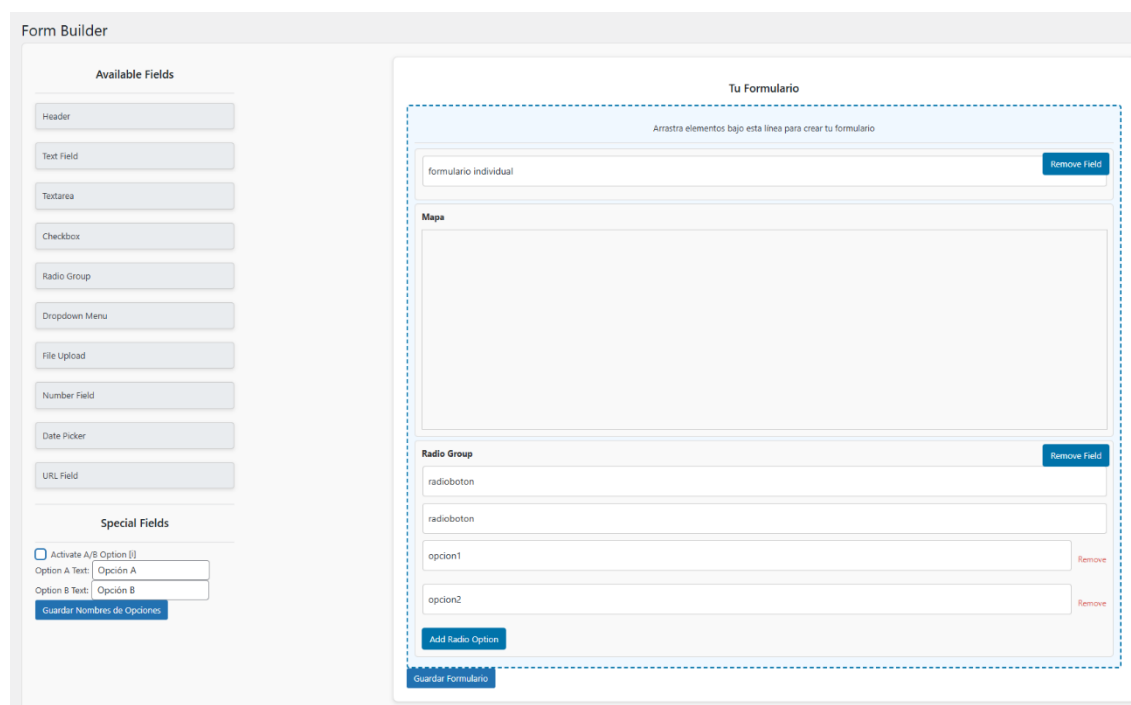 Form Builder
Available Fields
Header
Text Field
Textarea
Checkbox
Radio Group
Dropdown Menu
File Upload
Number Field
Date Picker
URL Field
Special Fields
Activate A/B Option [i]
Option A Text: Opción A
Option B Text: Opción B
Guardar Nombres de Opciones
Tu Formulario
Arrastra elementos bajo esta línea para crear tu formulario
Remove Field
formulario individual
Mapa
Radio Group
Remove Field
radioboton
radioboton
opcion1
Remove
opcion2
Remove
Add Radio Option
Guardar Formulario